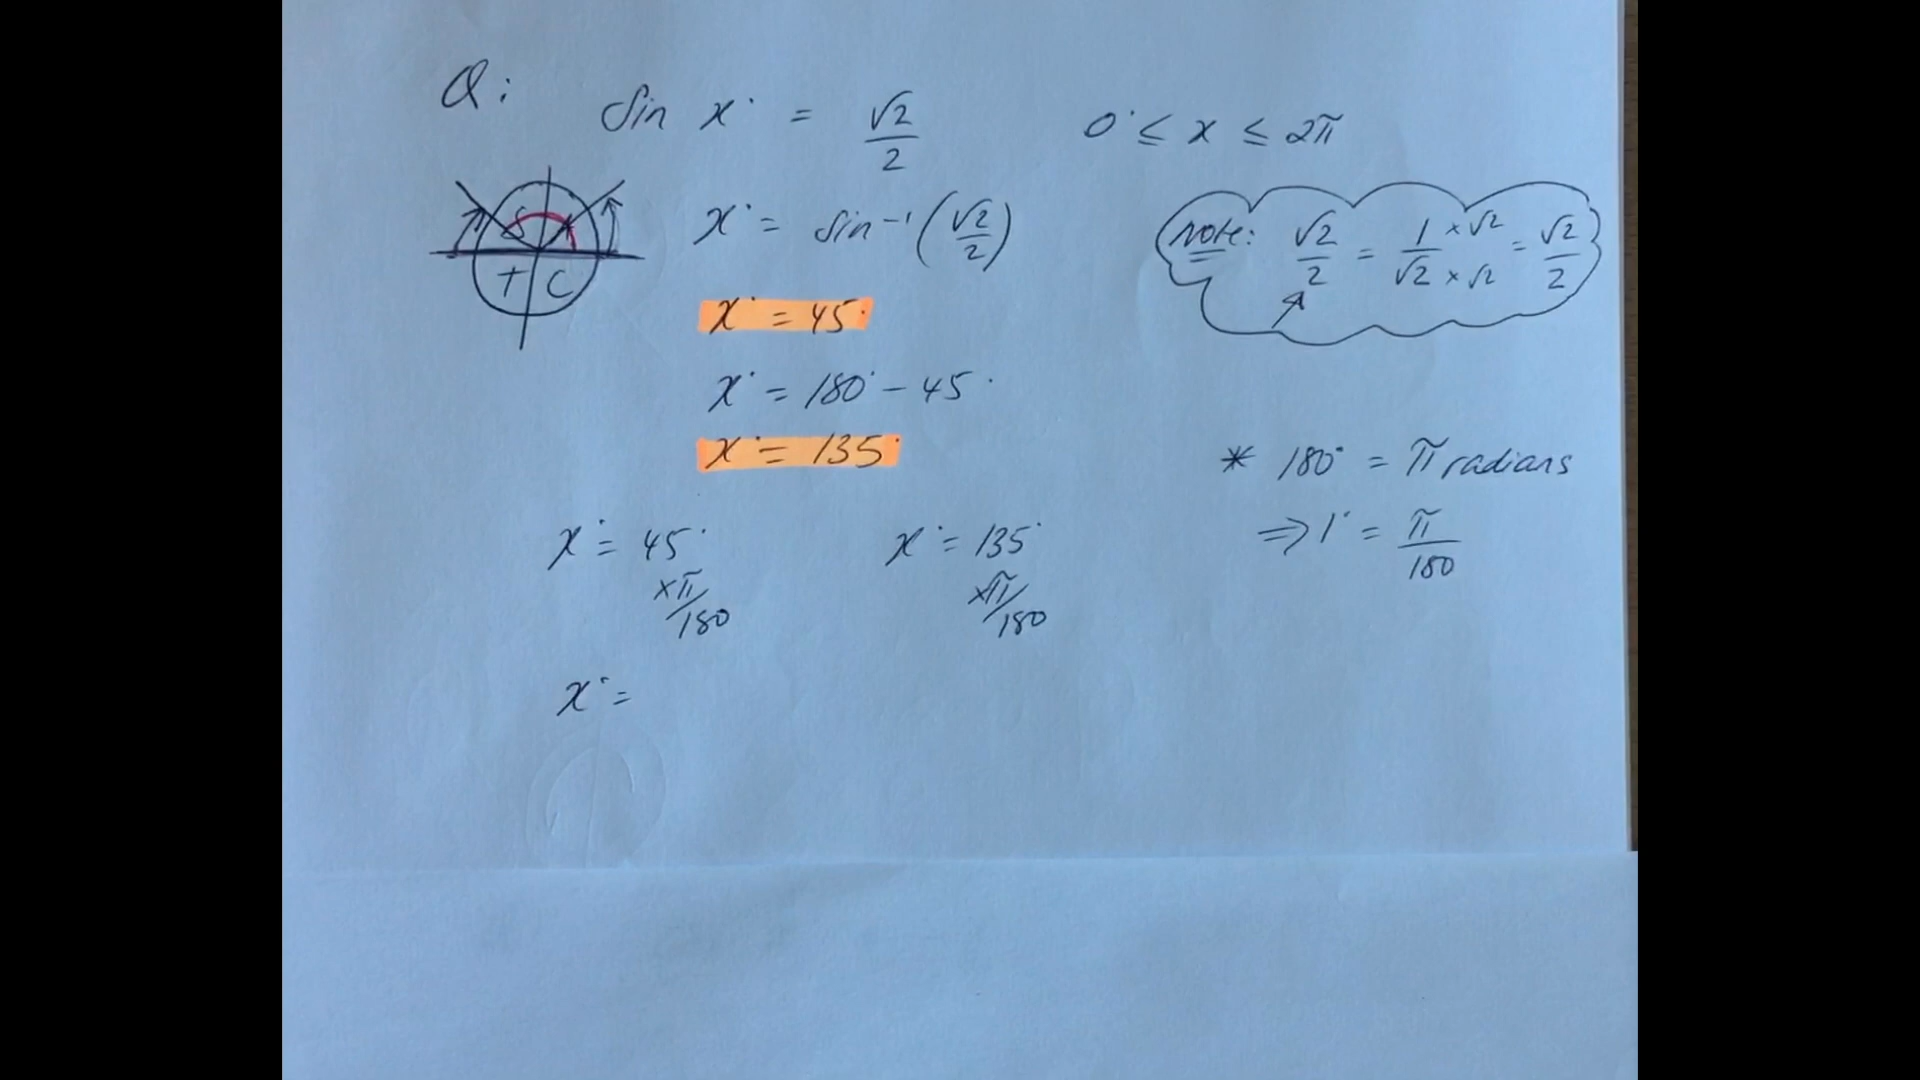 Q: Sin x° = √2/2 0° ≤ x ≤ 2π
S A
T C
x° = Sin⁻¹(√2/2)
Note: √2/2 = 1/√2 × √2 / × √2 = √2/2
x° = 45°
x° = 180° − 45°
x° = 135°
* 180° = π radians
⇒ 1° = π/180
x° = 45° x° = 135°
×π/180 ×π/180
x° =